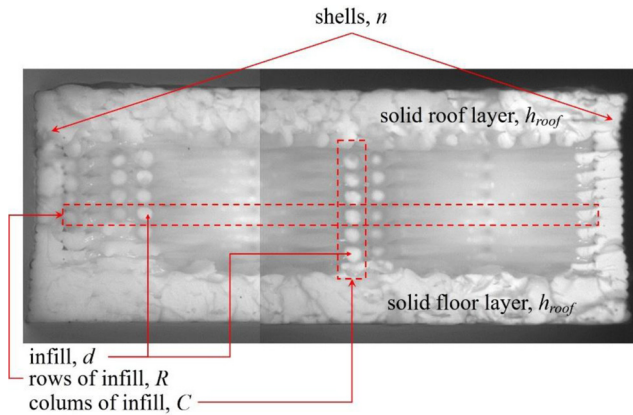 shells, n
solid roof layer, h_roof
solid floor layer, h_roof
infill, d
rows of infill, R
colums of infill, C